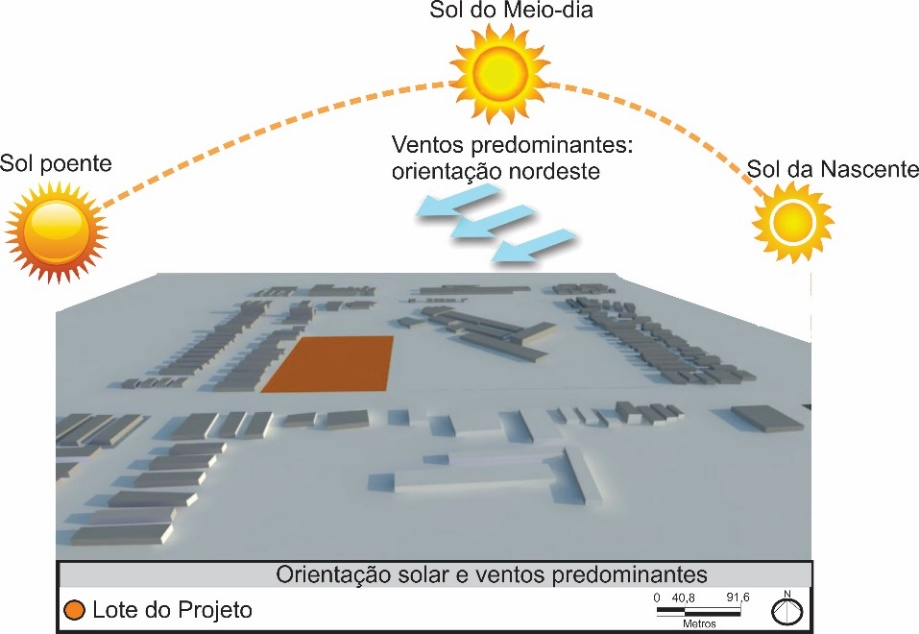 Sol do Meio-dia
Ventos predominantes:
orientação nordeste
Sol poente
Sol da Nascente
Orientação solar e ventos predominantes
Lote do Projeto
0 40,8 91,6
Metros
N